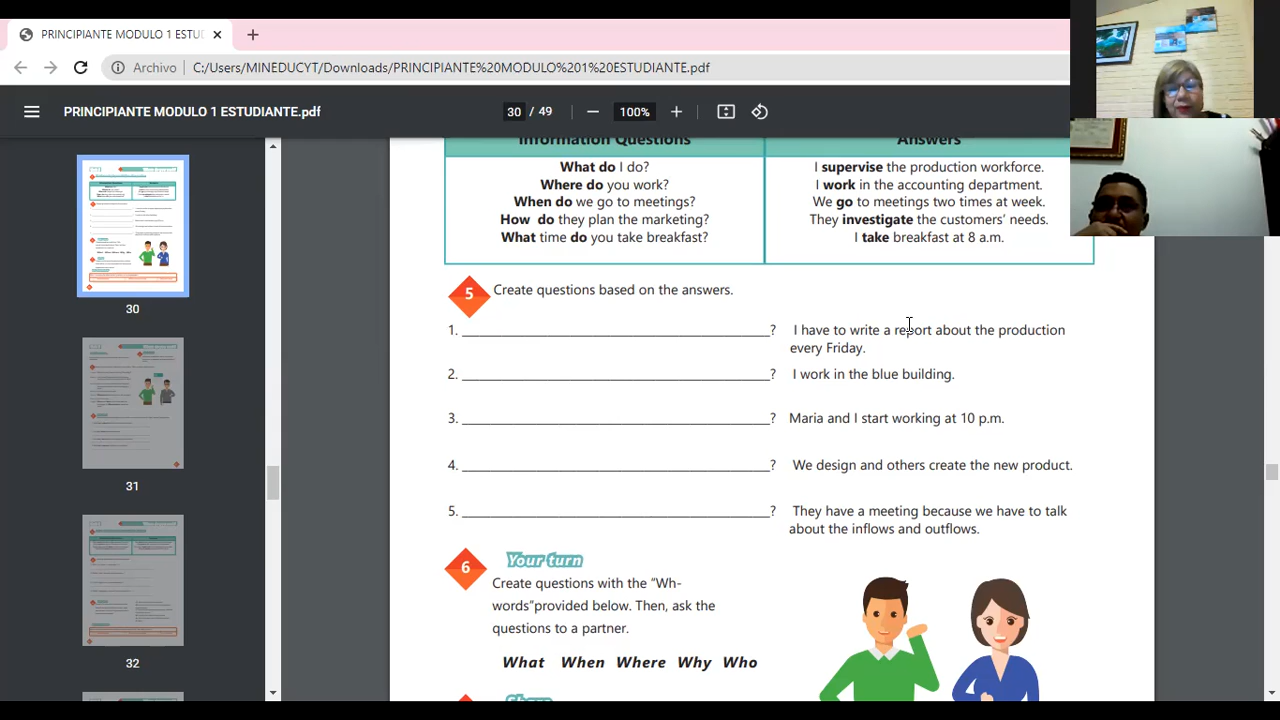 PRINCIPIANTE MODULO 1 ESTU
Archivo
C:/Users/MINEDUCYT/Downloads/PRINCIPIANTE%20MODULO%201%20ESTUDIANTE.pdf
PRINCIPIANTE MODULO 1 ESTUDIANTE.pdf
30 / 49
100%
Information Questions
Answers
What do I do?
I supervise the production workforce.
Where do you work?
work in the accounting department.
When do we go to meetings?
We go to meetings two times at week.
How do they plan the marketing?
They investigate the customers' needs.
What time do you take breakfast?
I take breakfast at 8 a.m.
5 Create questions based on the answers.
1. ________________________________________? I have to write a report about the production
every Friday.
2. ________________________________________? I work in the blue building.
3. ________________________________________? Maria and I start working at 10 p.m.
4. ________________________________________? We design and others create the new product.
5. ________________________________________? They have a meeting because we have to talk
about the inflows and outflows.
6 Your turn
Create questions with the “Wh-
words”provided below. Then, ask the
questions to a partner.
What When Where Why Who
Share
30
31
32